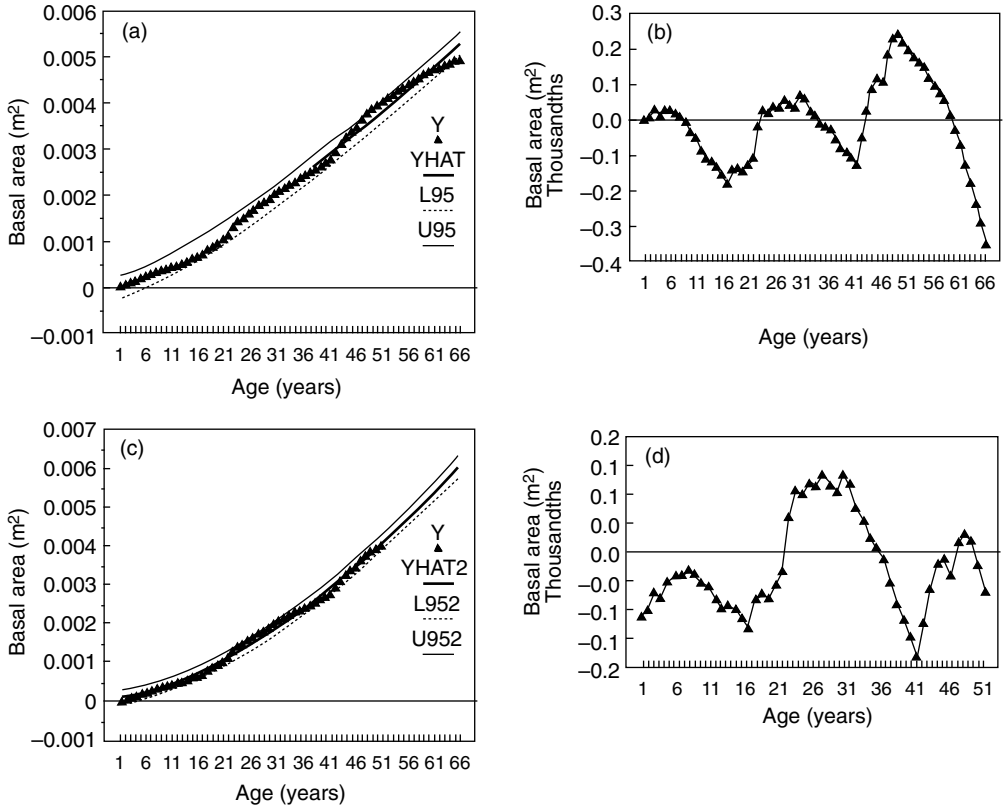 (a)
Basal area (m²)
0.006
0.005
0.004
0.003
0.002
0.001
0
–0.001
Y
YHAT
L95
U95
1 6 11 16 21 26 31 36 41 46 51 56 61 66
Age (years)
(b)
Basal area (m²)
Thousandths
0.3
0.2
0.1
0.0
–0.1
–0.2
–0.3
–0.4
1 6 11 16 21 26 31 36 41 46 51 56 61 66
Age (years)
(c)
Basal area (m²)
0.007
0.006
0.005
0.004
0.003
0.002
0.001
0
–0.001
Y
YHAT2
L952
U952
1 6 11 16 21 26 31 36 41 46 51 56 61 66
Age (years)
(d)
Basal area (m²)
Thousandths
0.2
0.1
0.1
0.0
0.0
–0.0
–0.1
–0.1
–0.2
1 6 11 16 21 26 31 36 41 46 51
Age (years)